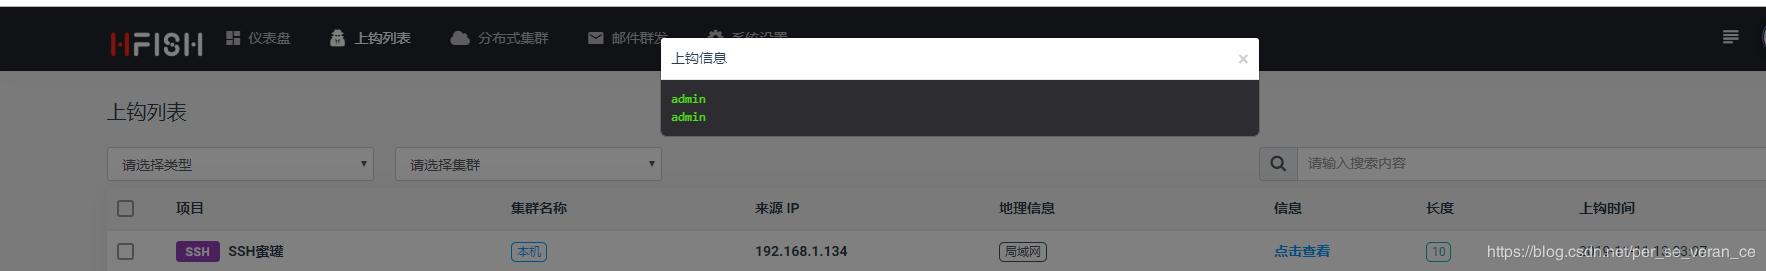 HFISH 仪表盘 上钩列表 分布式集群 邮件群发 系统设置
上钩信息 ×
admin
admin
上钩列表
请选择类型 请选择集群 请输入搜索内容
项目 集群名称 来源 IP 地理信息 信息 长度 上钩时间
SSH SSH蜜罐 本机 192.168.1.134 局域网 点击查看 10
https://blog.csdn.net/per_se_veran_ce